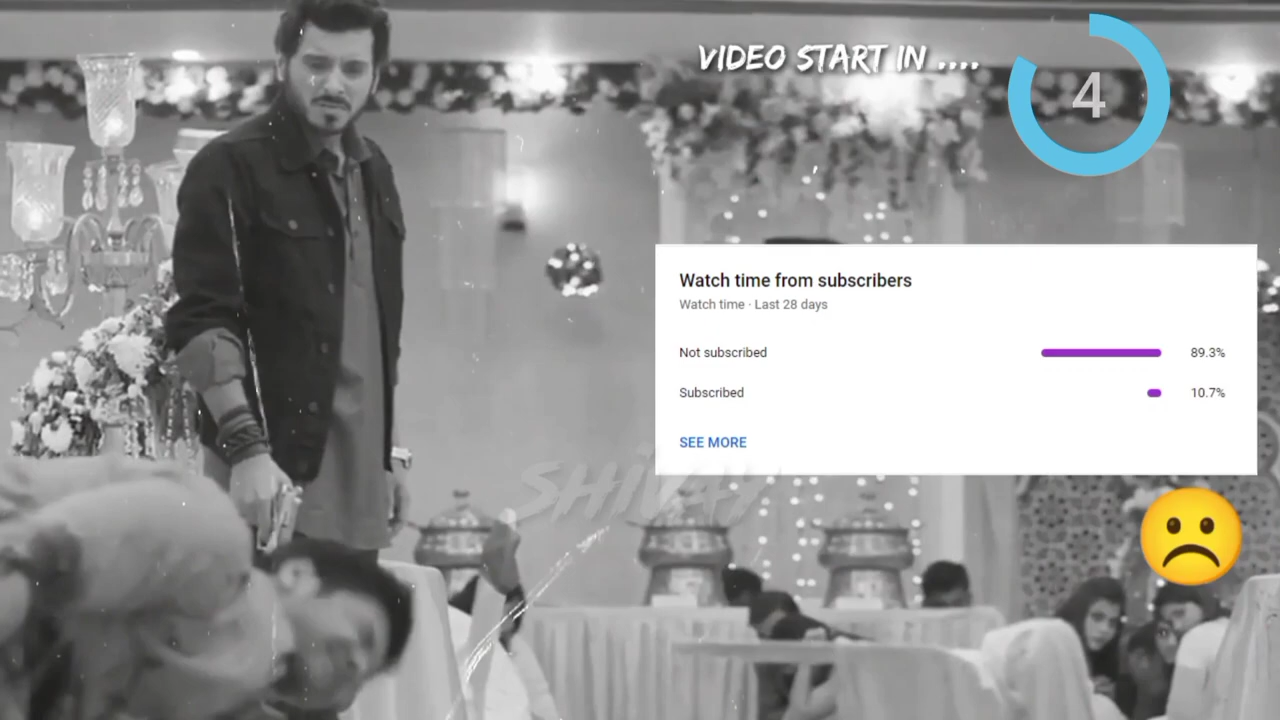 VIDEO START IN ....
4
Watch time from subscribers
Watch time · Last 28 days
Not subscribed 89.3%
Subscribed 10.7%
SEE MORE
SHIVAY